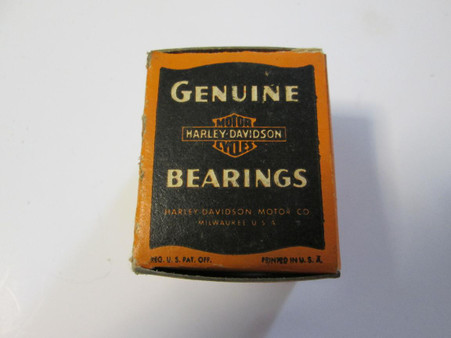 GENUINE
MOTOR
HARLEY-DAVIDSON
CYCLES
BEARINGS
HARLEY-DAVIDSON MOTOR CO.
MILWAUKEE U.S.A.
REG. U.S. PAT. OFF. PRINTED IN U.S.A.